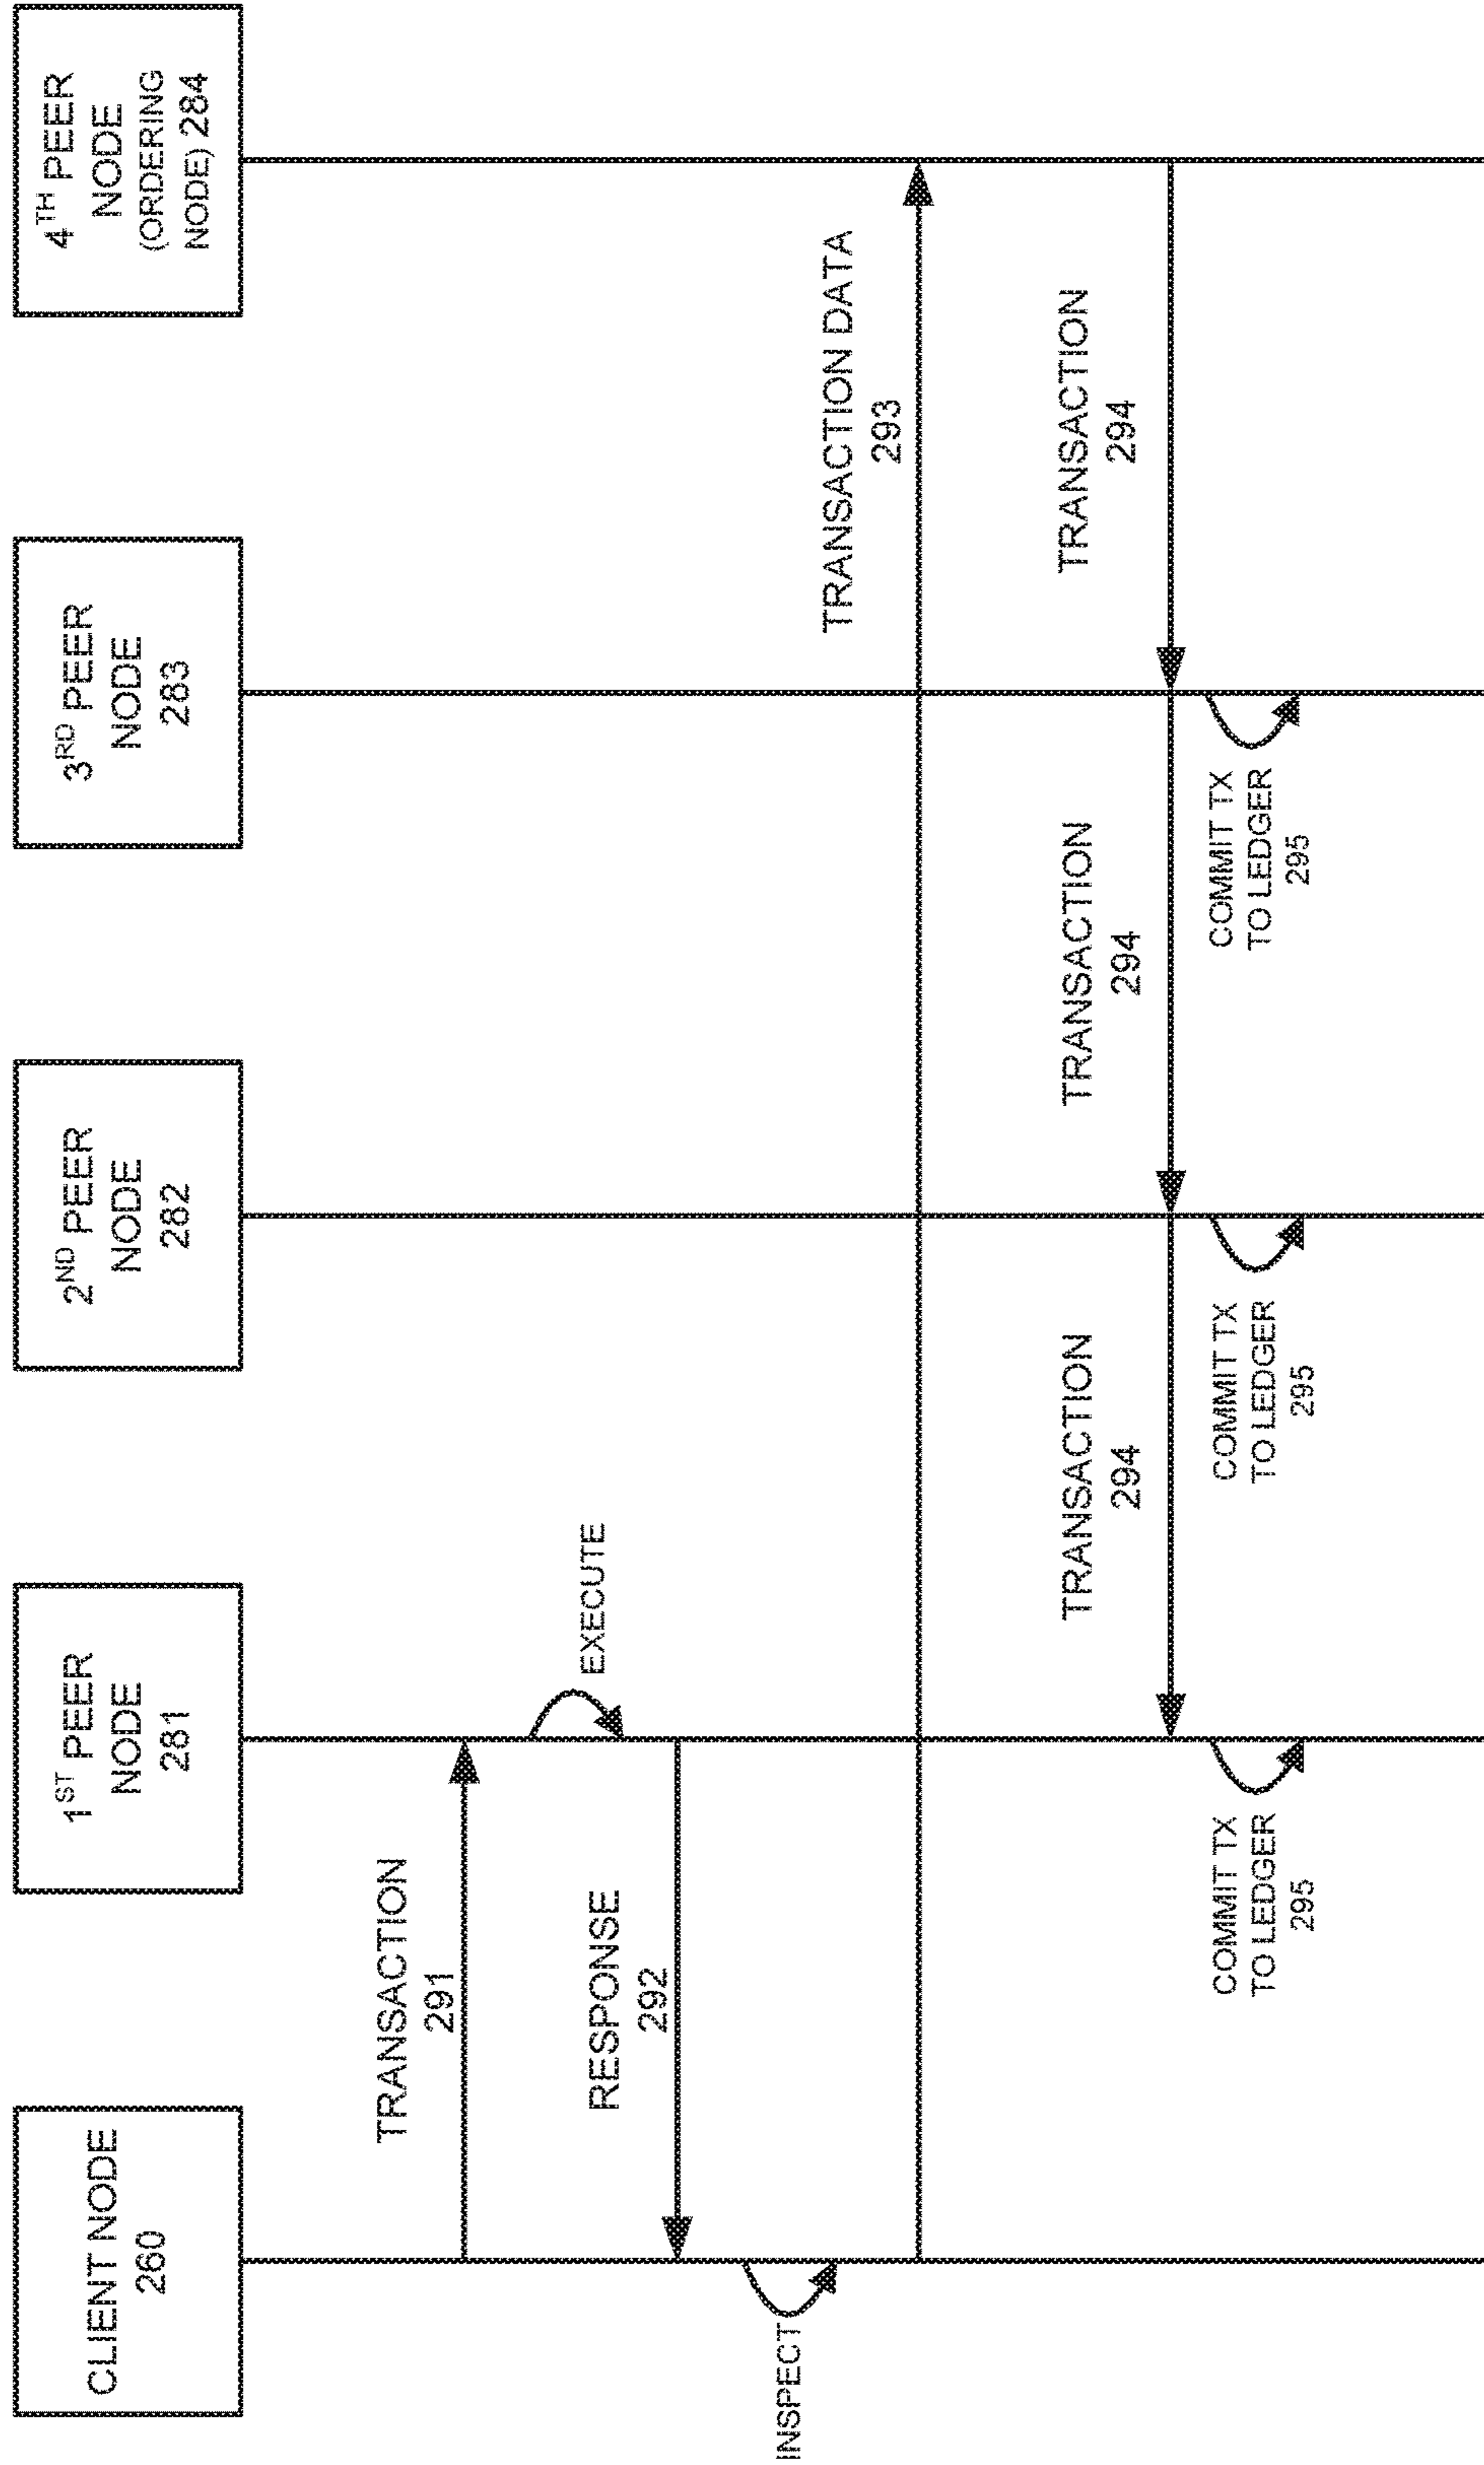 CLIENT NODE
260
1ST PEER
NODE
281
2ND PEER
NODE
282
3RD PEER
NODE
283
4TH PEER
NODE
(ORDERING
NODE) 284
TRANSACTION
291
EXECUTE
RESPONSE
292
INSPECT
TRANSACTION DATA
293
TRANSACTION
294
TRANSACTION
294
TRANSACTION
294
COMMIT TX
TO LEDGER
295
COMMIT TX
TO LEDGER
295
COMMIT TX
TO LEDGER
295